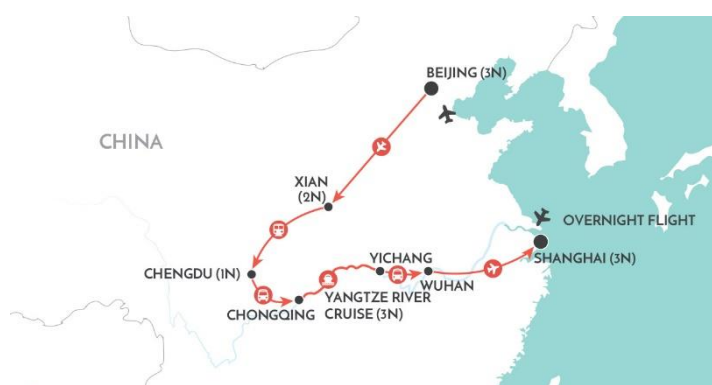 BEIJING (3N)
CHINA
XIAN
(2N)
OVERNIGHT FLIGHT
YICHANG
SHANGHAI (3N)
CHENGDU (1N)
WUHAN
CHONGQING
YANGTZE RIVER
CRUISE (3N)